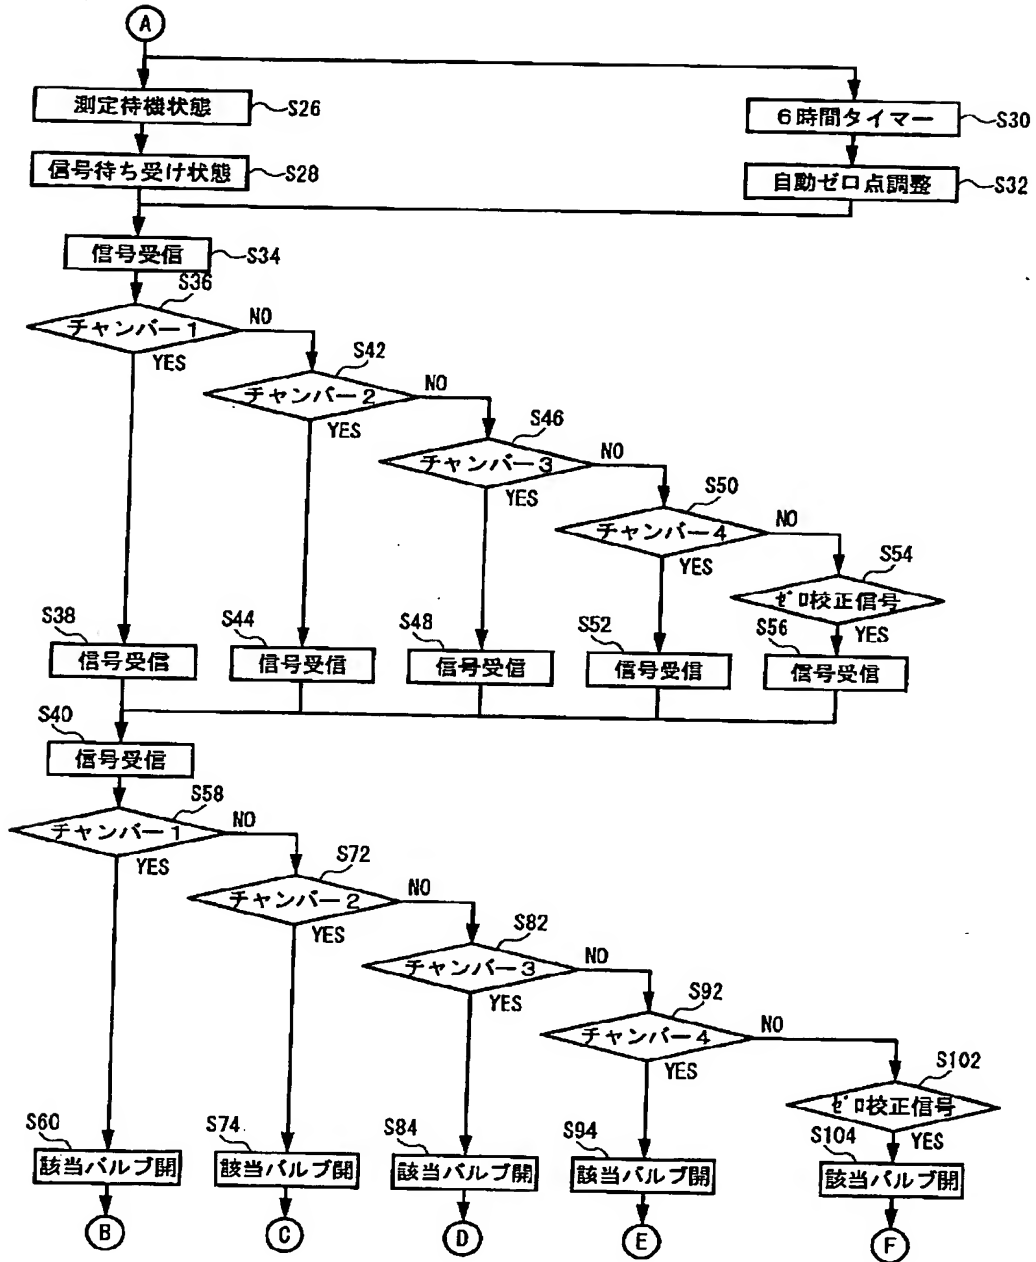 A
測定待機状態 S26
6時間タイマー S30
信号待ち受け状態 S28
自動ゼロ点調整 S32
信号受信 S34
S36
チャンバー1 NO
YES
S42
チャンバー2 NO
YES
S46
チャンバー3 NO
YES
S50
チャンバー4 NO
YES
S54
ｾﾞﾛ校正信号
YES
S38 S44 S48 S52 S56
信号受信 信号受信 信号受信 信号受信 信号受信
S40
信号受信
S58
チャンバー1 NO
YES
S72
チャンバー2 NO
YES
S82
チャンバー3 NO
YES
S92
チャンバー4 NO
YES
S102
ｾﾞﾛ校正信号
YES
S60 S74 S84 S94 S104
該当バルブ開 該当バルブ開 該当バルブ開 該当バルブ開 該当バルブ開
B C D E F